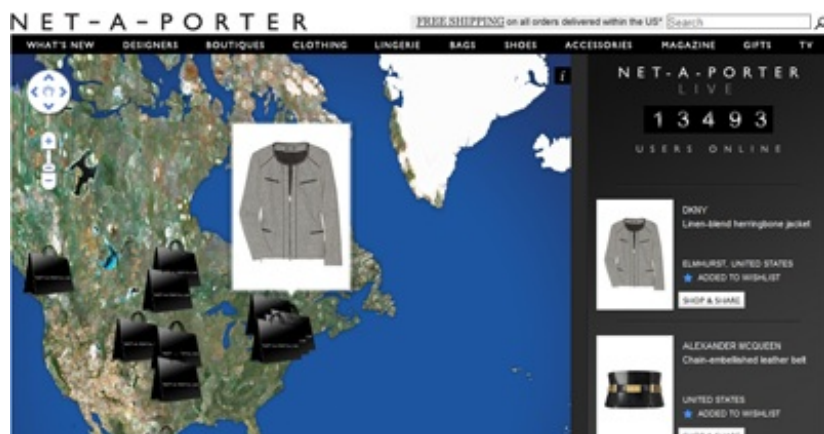 NET-A-PORTER
FREE SHIPPING on all orders delivered within the US*
Search
WHAT'S NEW DESIGNERS BOUTIQUES CLOTHING LINGERIE BAGS SHOES ACCESSORIES MAGAZINE GIFTS TV
i
NET-A-PORTER
LIVE
13493
USERS ONLINE
DKNY
Linen-blend herringbone jacket
ELMHURST, UNITED STATES
ADDED TO WISHLIST
SHOP & SHARE
ALEXANDER MCQUEEN
Chain-embellished leather belt
UNITED STATES
ADDED TO WISHLIST